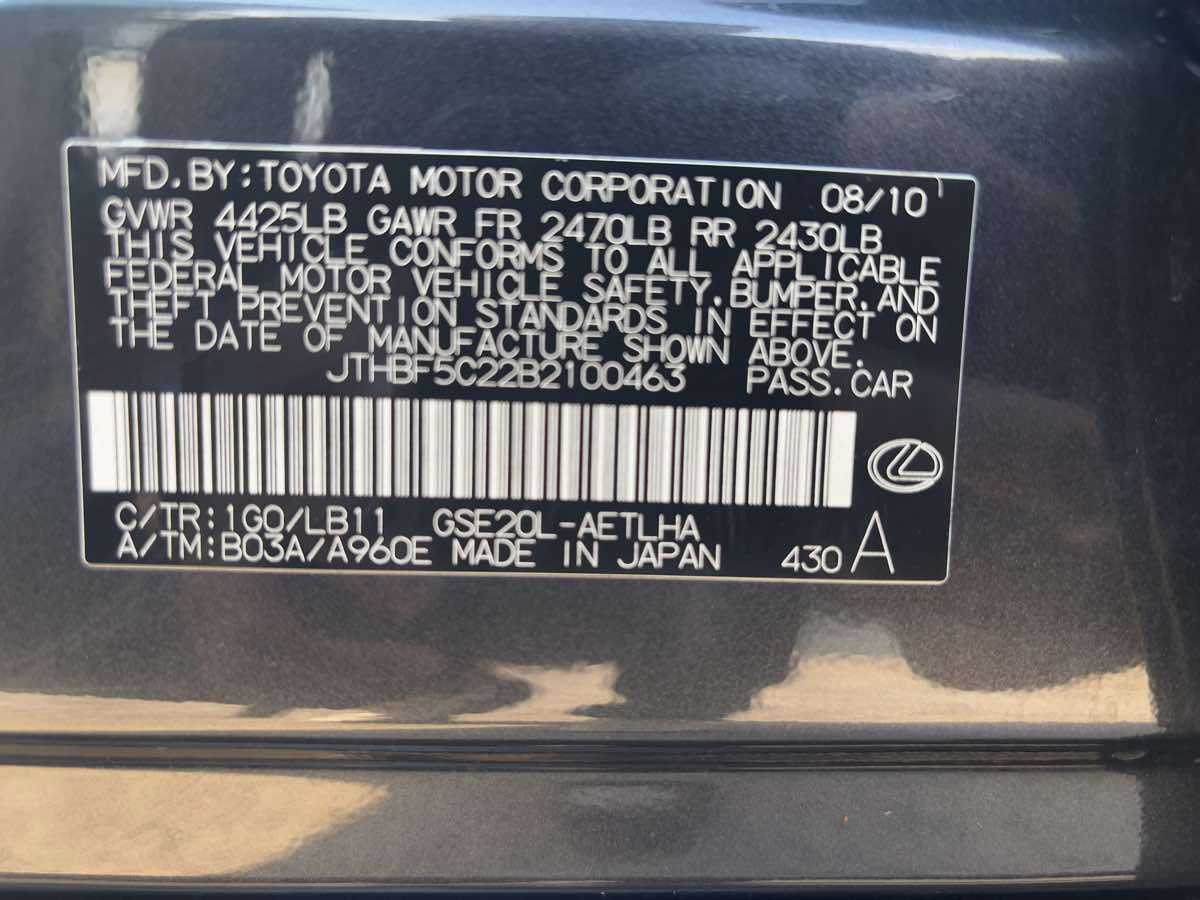 MFD.BY:TOYOTA MOTOR CORPORATION 08/10
GVWR 4425LB GAWR FR 2470LB RR 2430LB
THIS VEHICLE CONFORMS TO ALL APPLICABLE
FEDERAL MOTOR VEHICLE SAFETY,BUMPER,AND
THEFT PREVENTION STANDARDS IN EFFECT ON
THE DATE OF MANUFACTURE SHOWN ABOVE.
JTHBF5C22B2100463 PASS.CAR
C/TR:1G0/LB11 GSE20L-AETLHA
A/TM:B03A/A960E MADE IN JAPAN 430 A